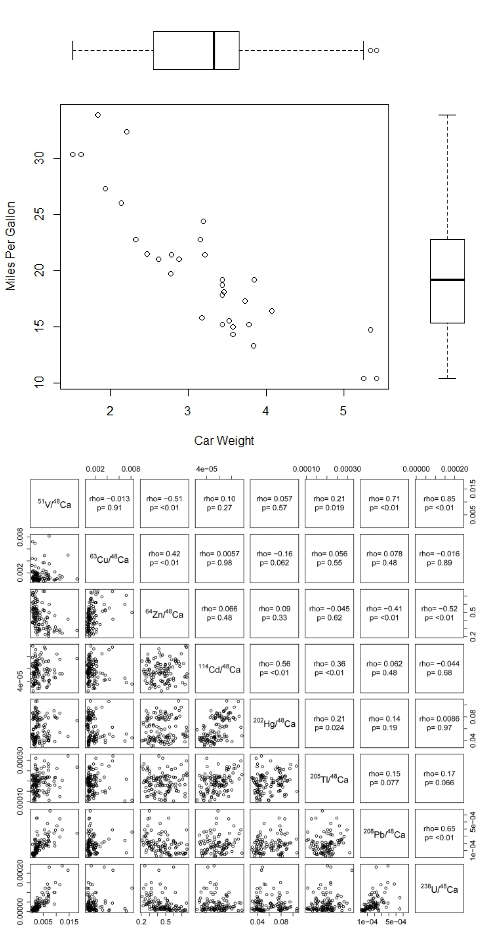 Miles Per Gallon
30
25
20
15
10
2 3 4 5
Car Weight
0.002 0.008 4e-05 0.00010 0.00030 0.00000 0.00020
51V/48Ca
rho= −0.013
p= 0.91
rho= −0.51
p= <0.01
rho= 0.10
p= 0.27
rho= 0.057
p= 0.57
rho= 0.21
p= 0.019
rho= 0.71
p= <0.01
rho= 0.85
p= <0.01
0.005 0.015
0.002 0.008
63Cu/48Ca
rho= 0.42
p= <0.01
rho= 0.0057
p= 0.98
rho= −0.16
p= 0.062
rho= 0.056
p= 0.55
rho= 0.078
p= 0.48
rho= −0.016
p= 0.89
64Zn/48Ca
rho= 0.066
p= 0.48
rho= 0.09
p= 0.33
rho= −0.045
p= 0.62
rho= −0.41
p= <0.01
rho= −0.52
p= <0.01
0.2 0.5
4e-05
114Cd/48Ca
rho= 0.56
p= <0.01
rho= 0.36
p= <0.01
rho= 0.062
p= 0.48
rho= −0.044
p= 0.68
202Hg/48Ca
rho= 0.21
p= 0.024
rho= 0.14
p= 0.19
rho= 0.0086
p= 0.97
0.04 0.08
0.00010 0.00030
205Tl/48Ca
rho= 0.15
p= 0.077
rho= 0.17
p= 0.066
208Pb/48Ca
rho= 0.65
p= <0.01
1e-04 5e-04
0.00000 0.00020
238U/48Ca
0.005 0.015 0.2 0.5 0.04 0.08 1e-04 5e-04